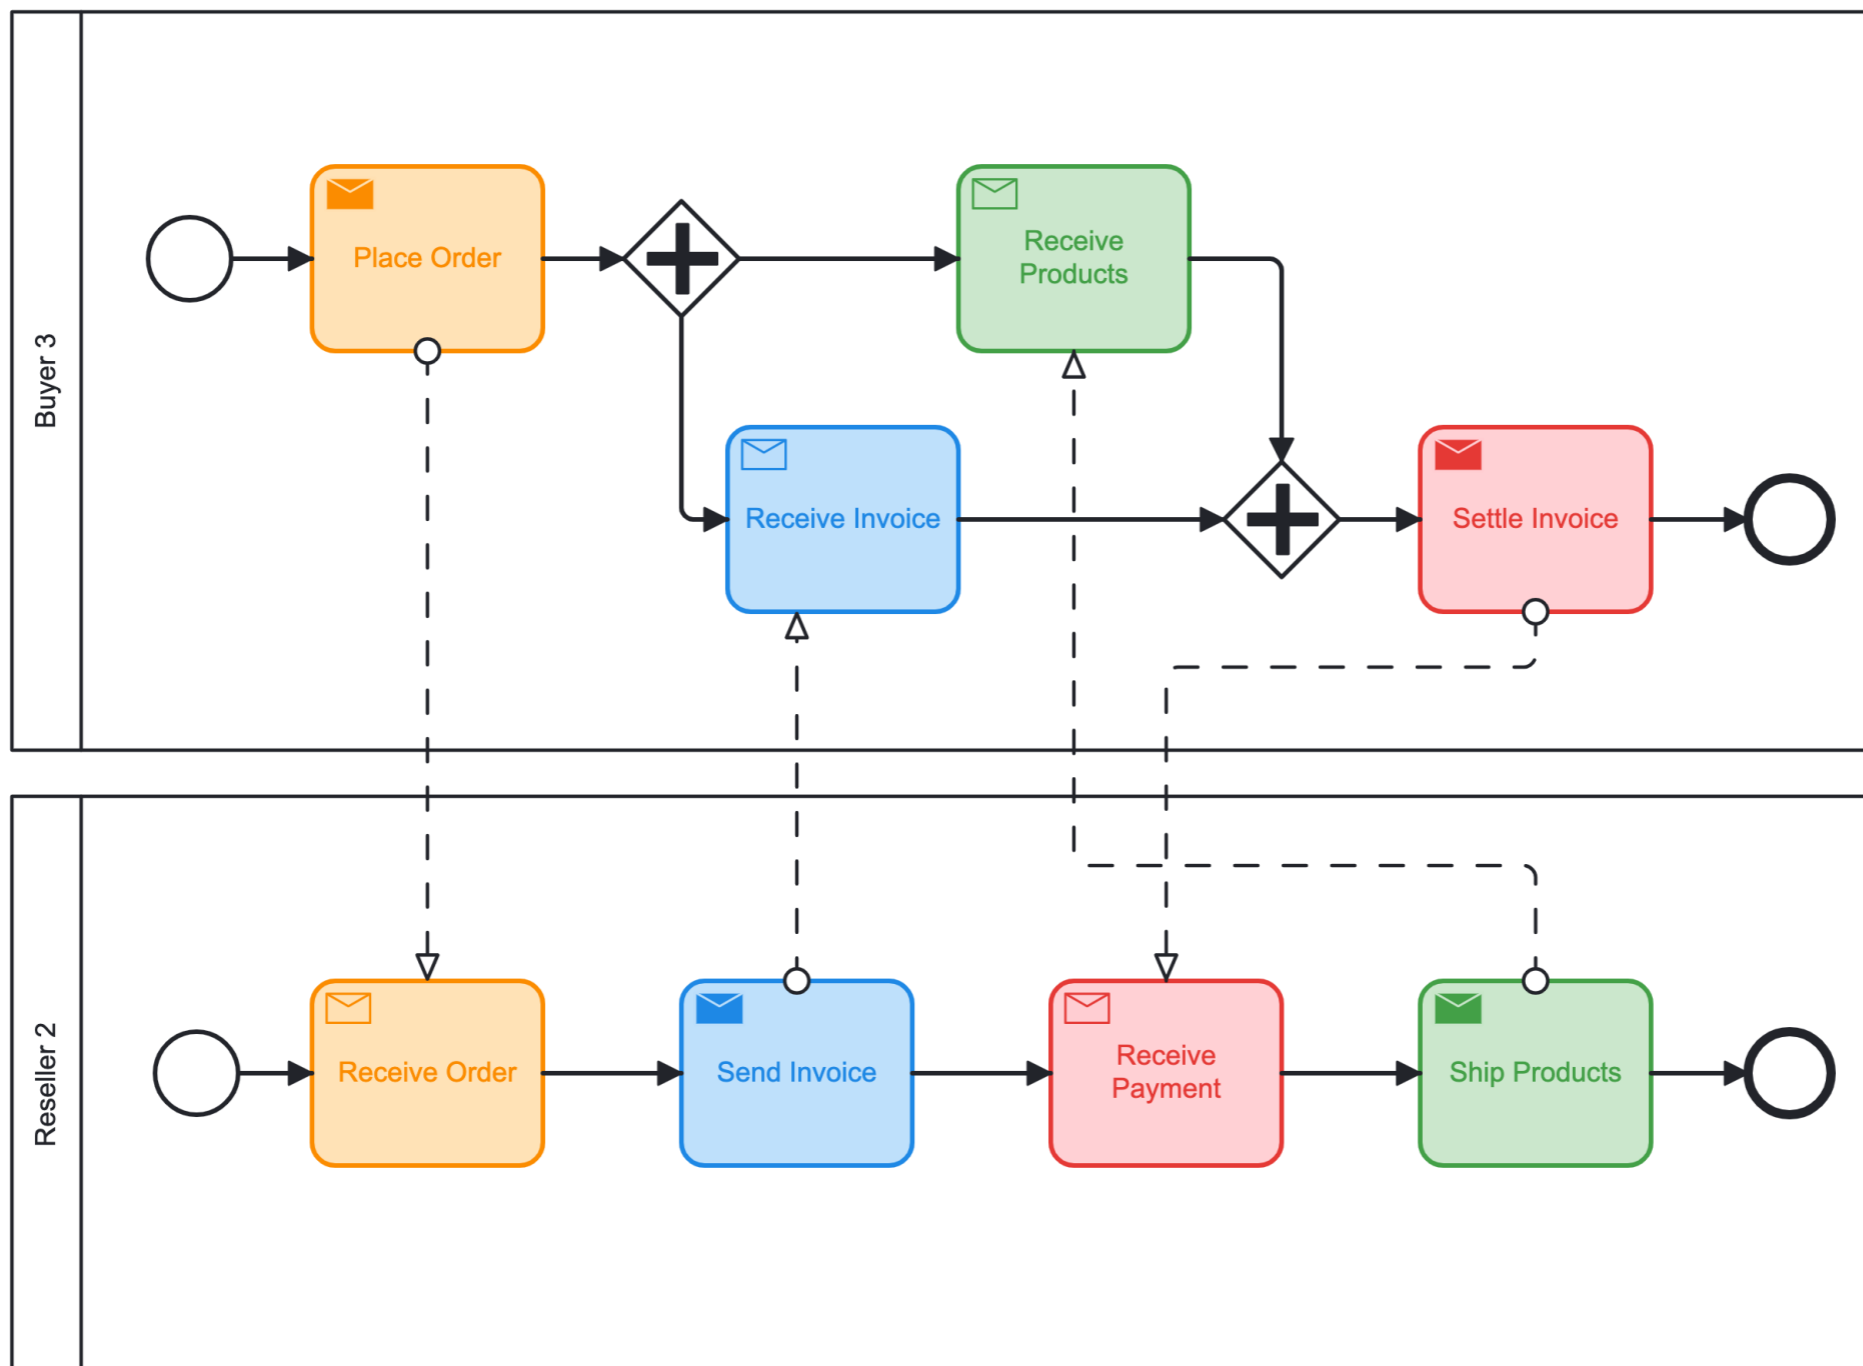 Buyer 3
Place Order
Receive
Products
Receive Invoice
Settle Invoice
Reseller 2
Receive Order
Send Invoice
Receive
Payment
Ship Products